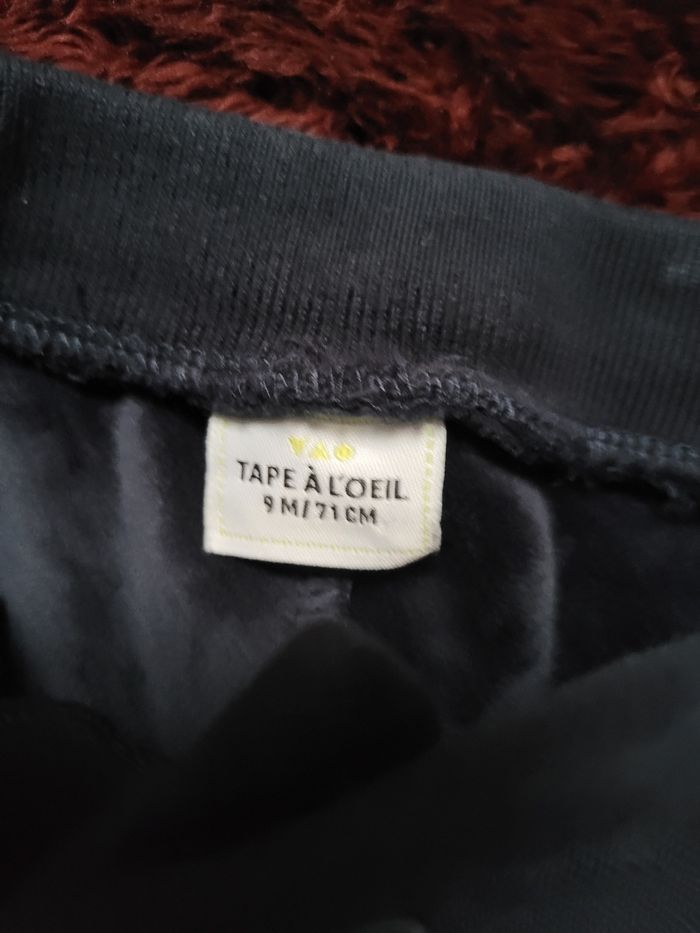 TAPE À L'OEIL
9 M/71 CM